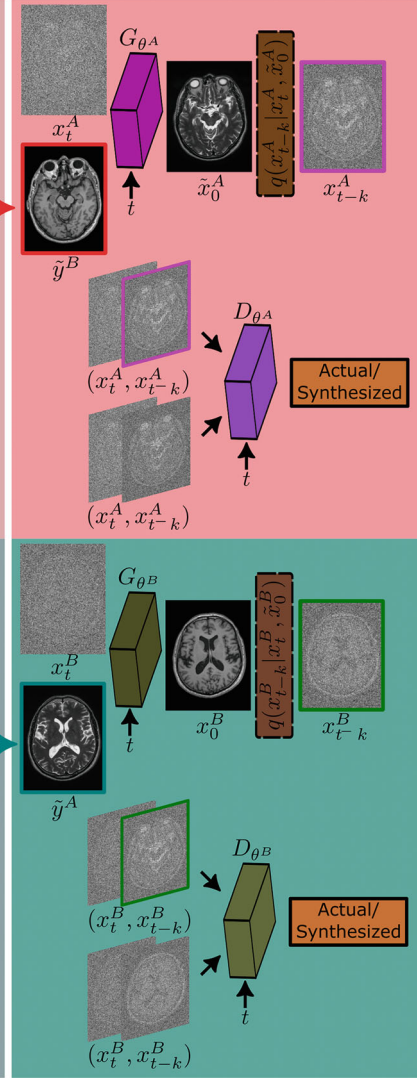 G_{θ^A}
x_t^A
t
x̃_0^A
q(x_{t-k}^A|x_t^A, x̃_0^A)
x_{t-k}^A
ỹ^B
(x_t^A, x_{t-k}^A)
D_{θ^A}
Actual/
Synthesized
t
(x_t^A, x_{t-k}^A)
G_{θ^B}
x_t^B
t
x_0^B
q(x_{t-k}^B|x_t^B, x̃_0^B)
x_{t-k}^B
ỹ^A
(x_t^B, x_{t-k}^B)
D_{θ^B}
Actual/
Synthesized
t
(x_t^B, x_{t-k}^B)